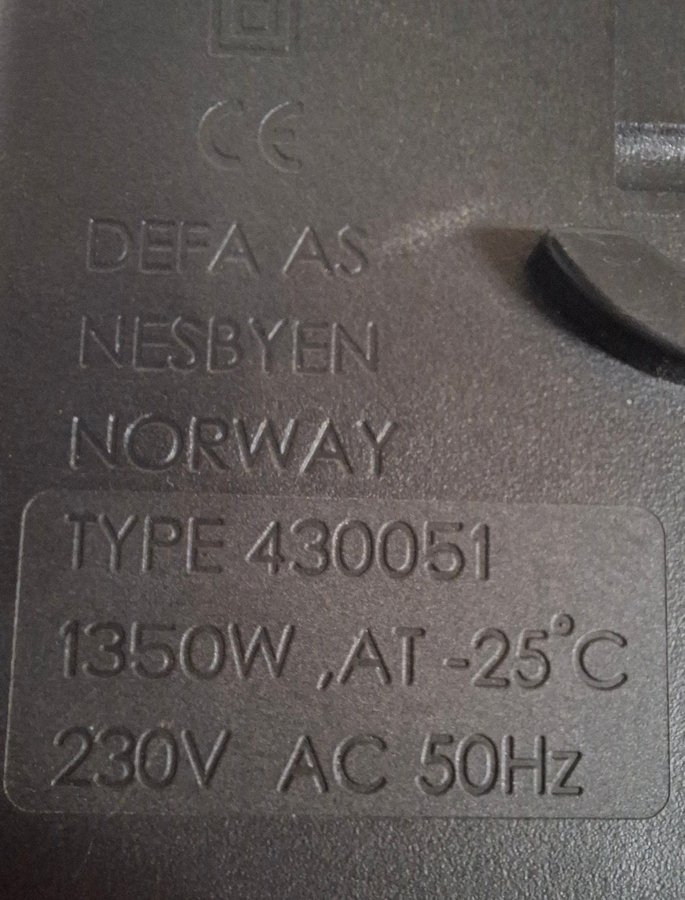 CE
DEFA AS
NESBYEN
NORWAY
TYPE 430051
1350W ,AT -25°C
230V AC 50Hz